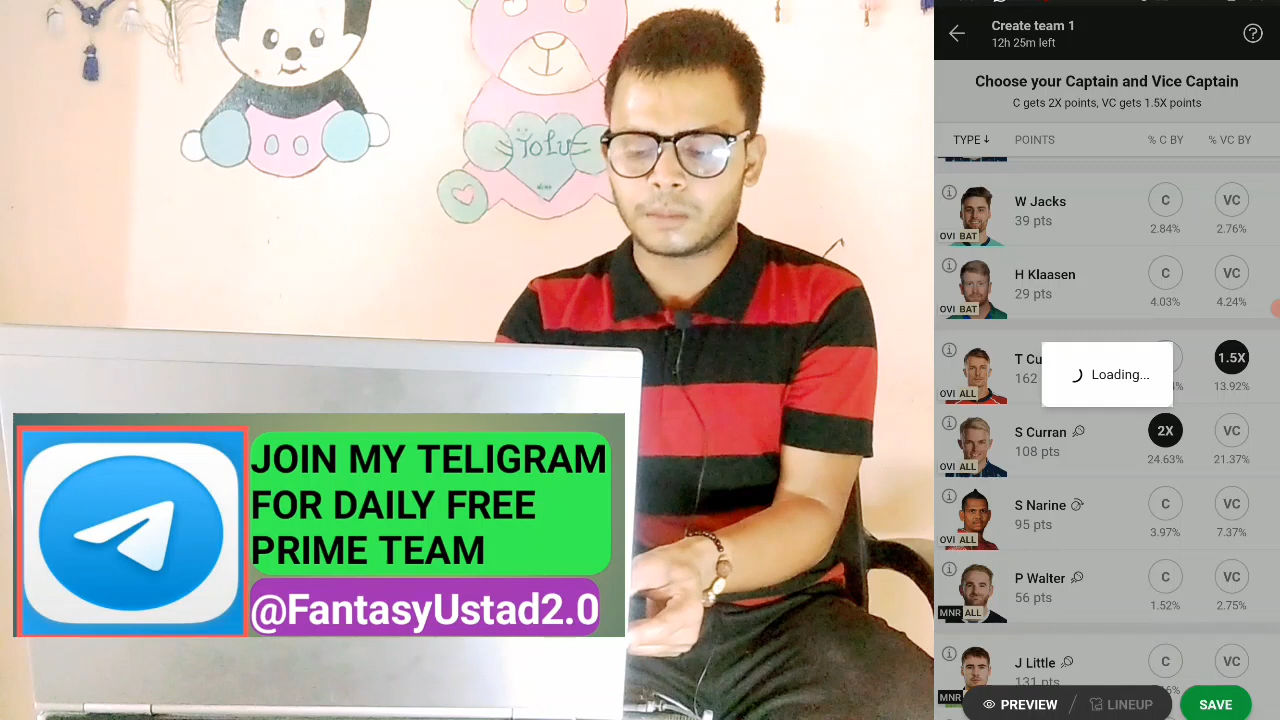 YOLU
JOIN MY TELIGRAM
FOR DAILY FREE
PRIME TEAM
@FantasyUstad2.0
Create team 1
12h 25m left
Choose your Captain and Vice Captain
C gets 2X points, VC gets 1.5X points
TYPE↓ POINTS % C BY % VC BY
W Jacks C VC
39 pts 2.84% 2.76%
OVI BAT
H Klaasen C VC
29 pts 4.03% 4.24%
OVI BAT
T Cu 1.5X
162 13.92%
OVI ALL
Loading...
S Curran 2X VC
108 pts 24.63% 21.37%
OVI ALL
S Narine C VC
95 pts 3.97% 7.37%
OVI ALL
P Walter C VC
56 pts 1.52% 2.75%
MNR ALL
J Little C VC
131 pts
MNR
PREVIEW LINEUP SAVE